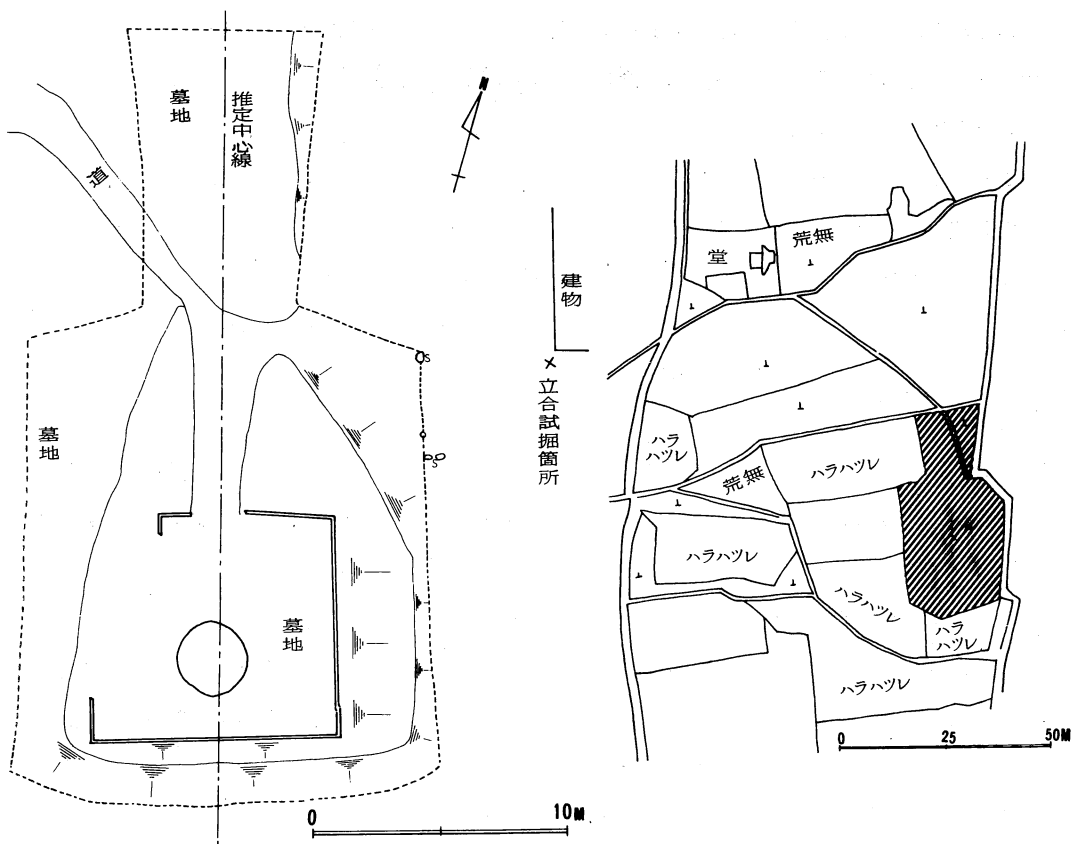 墓地
推定中心線
道
N
建物
×立合試掘箇所
墓地
S
S
墓地
0 10M
堂
荒無
ハラ
ハツレ
荒無
ハラハツレ
ハラハツレ
ハラハツレ
ハラ
ハツレ
ハラハツレ
0 25 50M